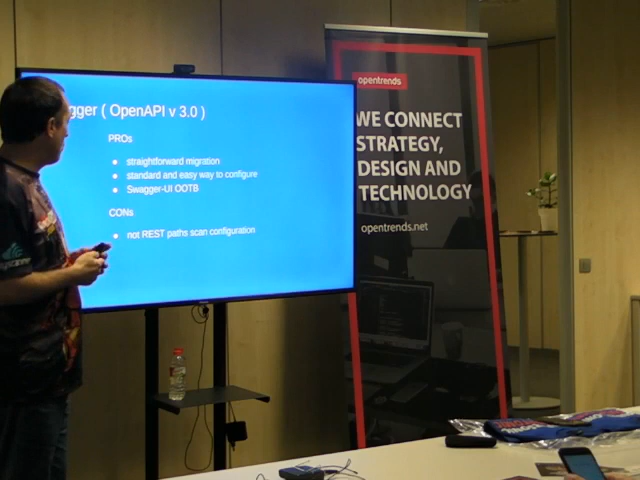 gger ( OpenAPI v 3.0 )
PROs
● straightforward migration
● standard and easy way to configure
● Swagger-UI OOTB
CONs
● not REST paths scan configuration
opentrends
WE CONNECT
STRATEGY,
DESIGN AND
TECHNOLOGY
opentrends.net